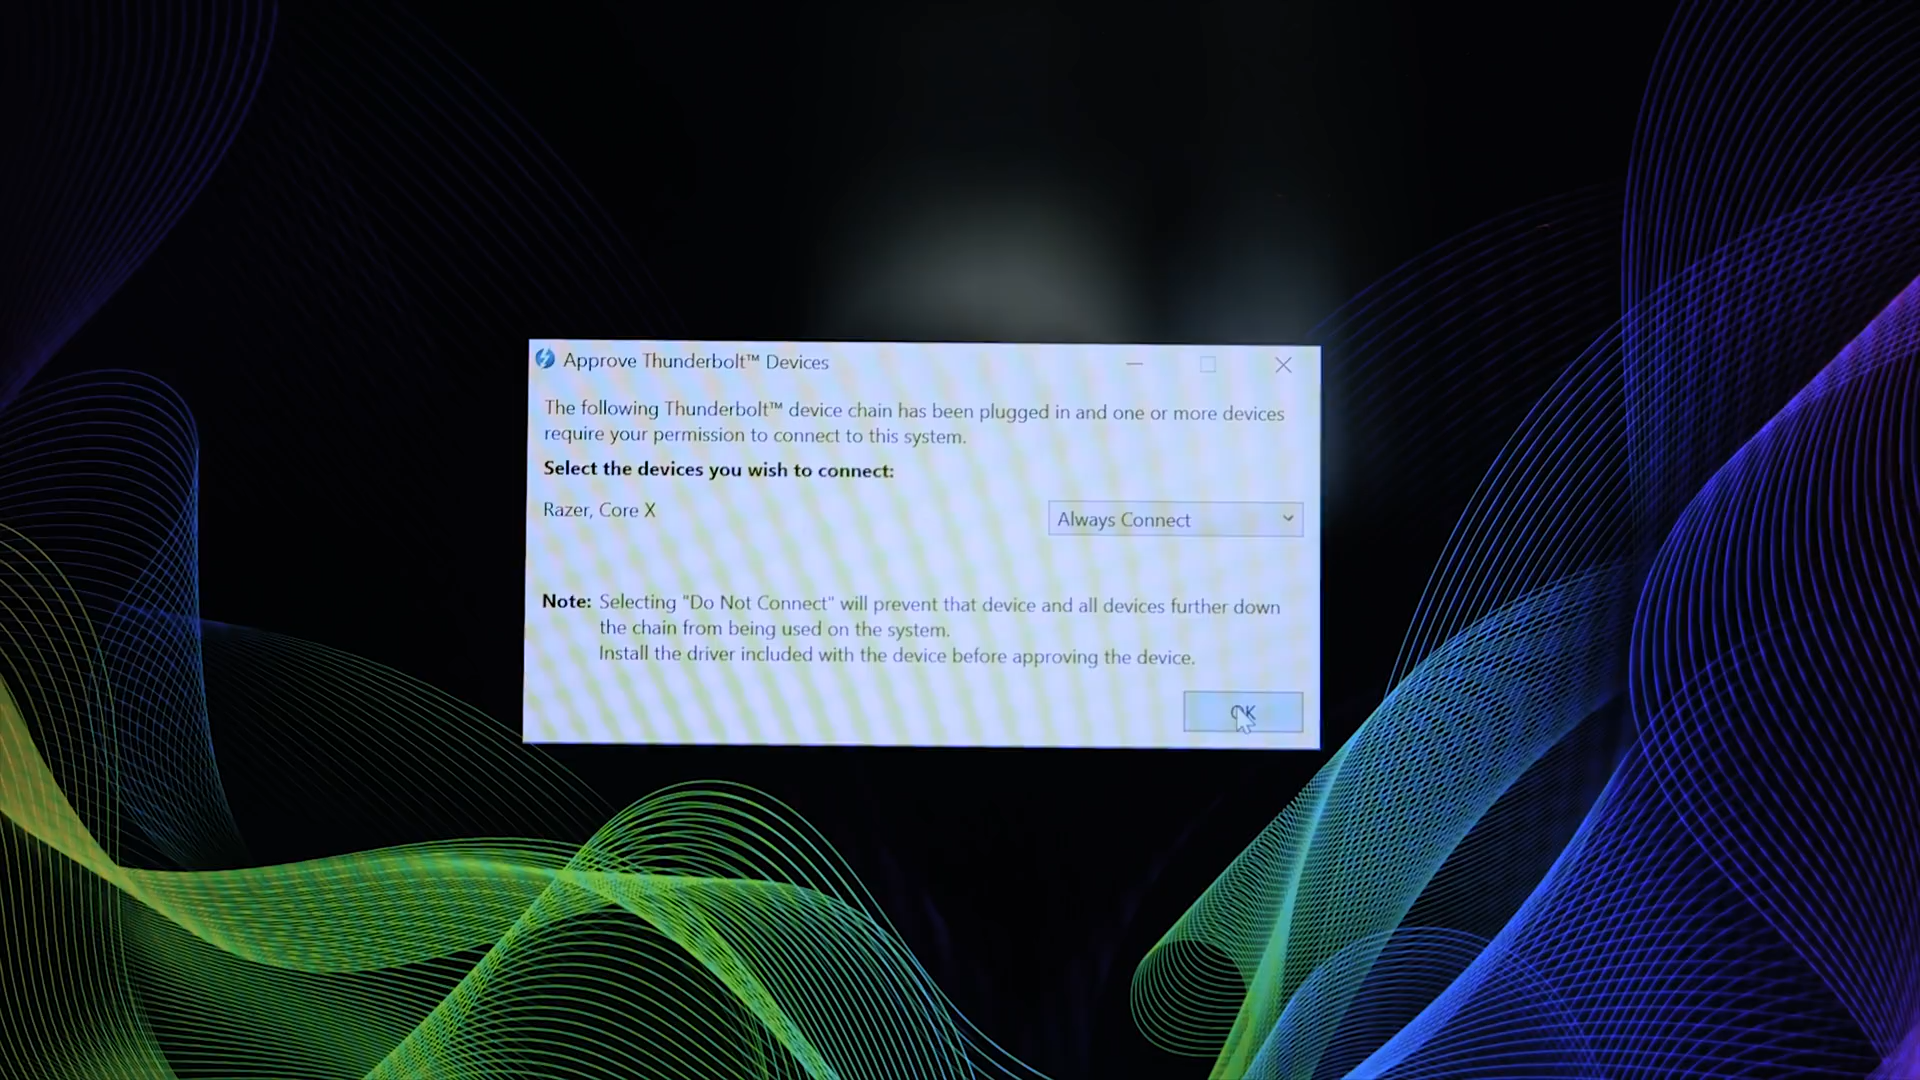 Approve Thunderbolt™ Devices
The following Thunderbolt™ device chain has been plugged in and one or more devices
require your permission to connect to this system.
Select the devices you wish to connect:
Razer, Core X
Always Connect
Note: Selecting "Do Not Connect" will prevent that device and all devices further down
the chain from being used on the system.
Install the driver included with the device before approving the device.
OK